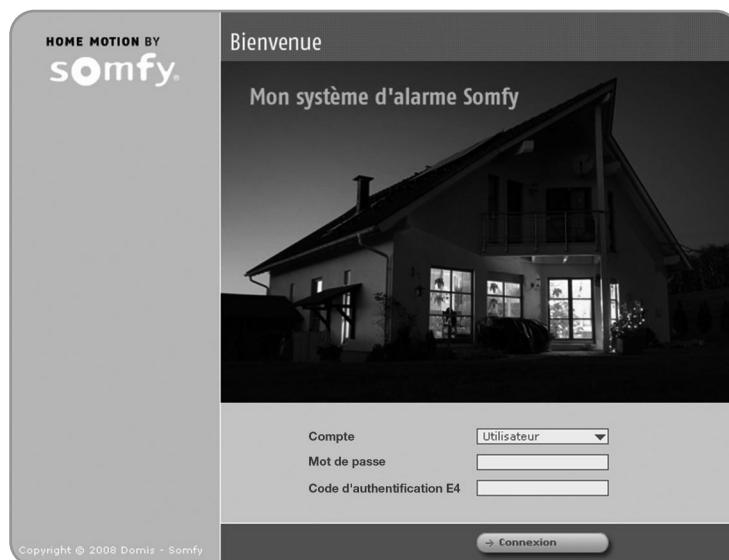 HOME MOTION BY
somfy®
Bienvenue
Mon système d'alarme Somfy
Compte
Utilisateur
Mot de passe
Code d'authentification E4
→ Connexion
Copyright © 2008 Domis - Somfy